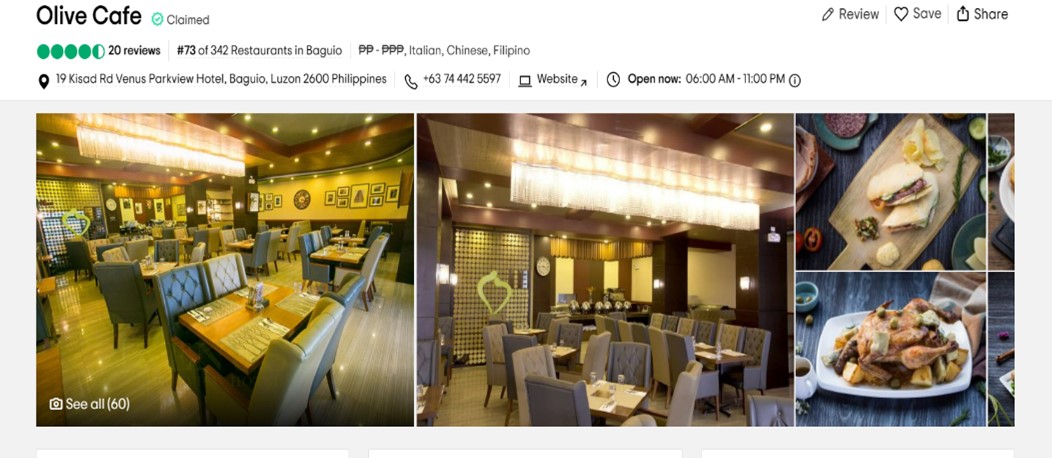 Olive Cafe Claimed Review Save Share
20 reviews #73 of 342 Restaurants in Baguio ₱₱ - ₱₱₱, Italian, Chinese, Filipino
19 Kisad Rd Venus Parkview Hotel, Baguio, Luzon 2600 Philippines +63 74 442 5597 Website Open now: 06:00 AM - 11:00 PM
See all (60)